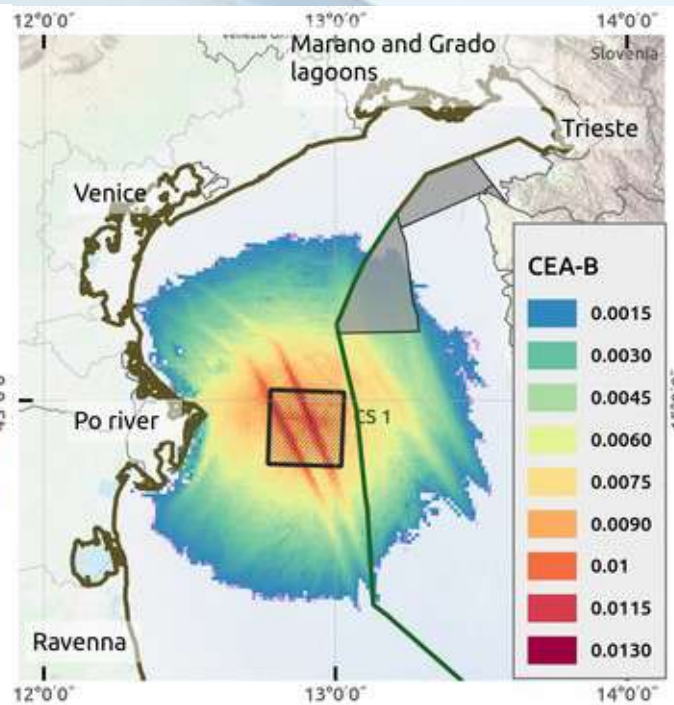 12°0'0"
13°0'0"
14°0'0"
Marano and Grado
lagoons
Slovenia
Trieste
Venice
CEA-B
0.0015
0.0030
0.0045
0.0060
0.0075
0.0090
0.01
0.0115
0.0130
Po river
CS 1
Ravenna
12°0'0"
13°0'0"
14°0'0"